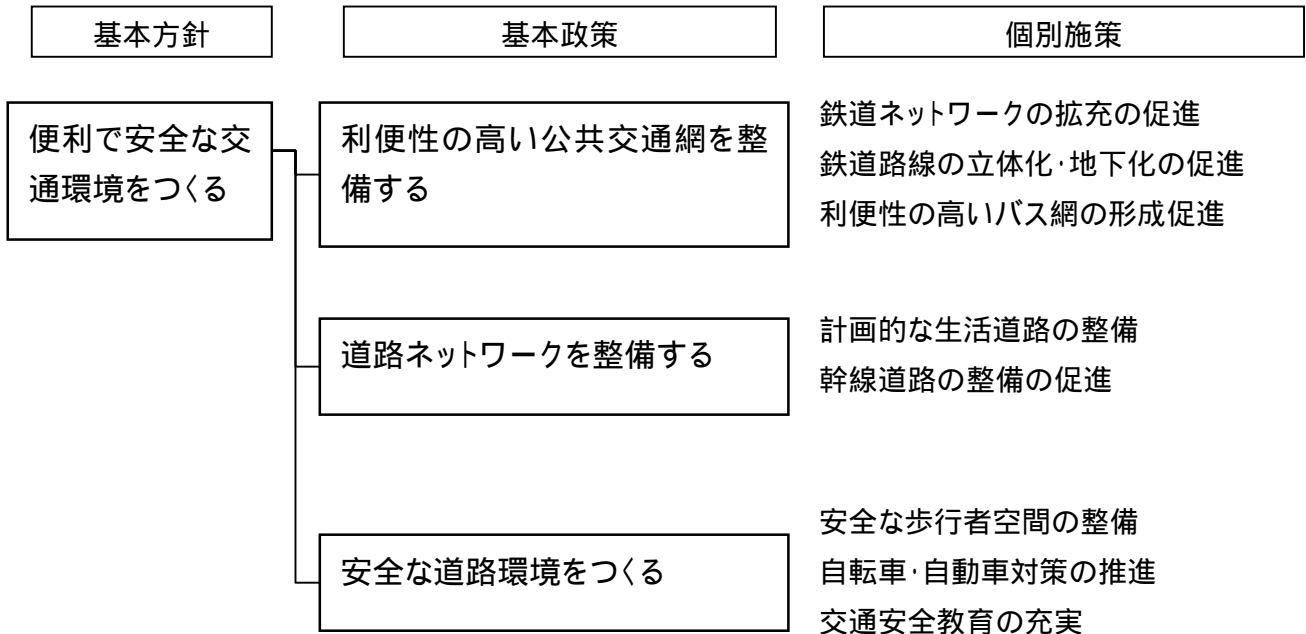 基本方針
基本政策
個別施策
便利で安全な交
通環境をつくる
利便性の高い公共交通網を整
備する
鉄道ネットワークの拡充の促進
鉄道路線の立体化・地下化の促進
利便性の高いバス網の形成促進
道路ネットワークを整備する
計画的な生活道路の整備
幹線道路の整備の促進
安全な道路環境をつくる
安全な歩行者空間の整備
自転車・自動車対策の推進
交通安全教育の充実